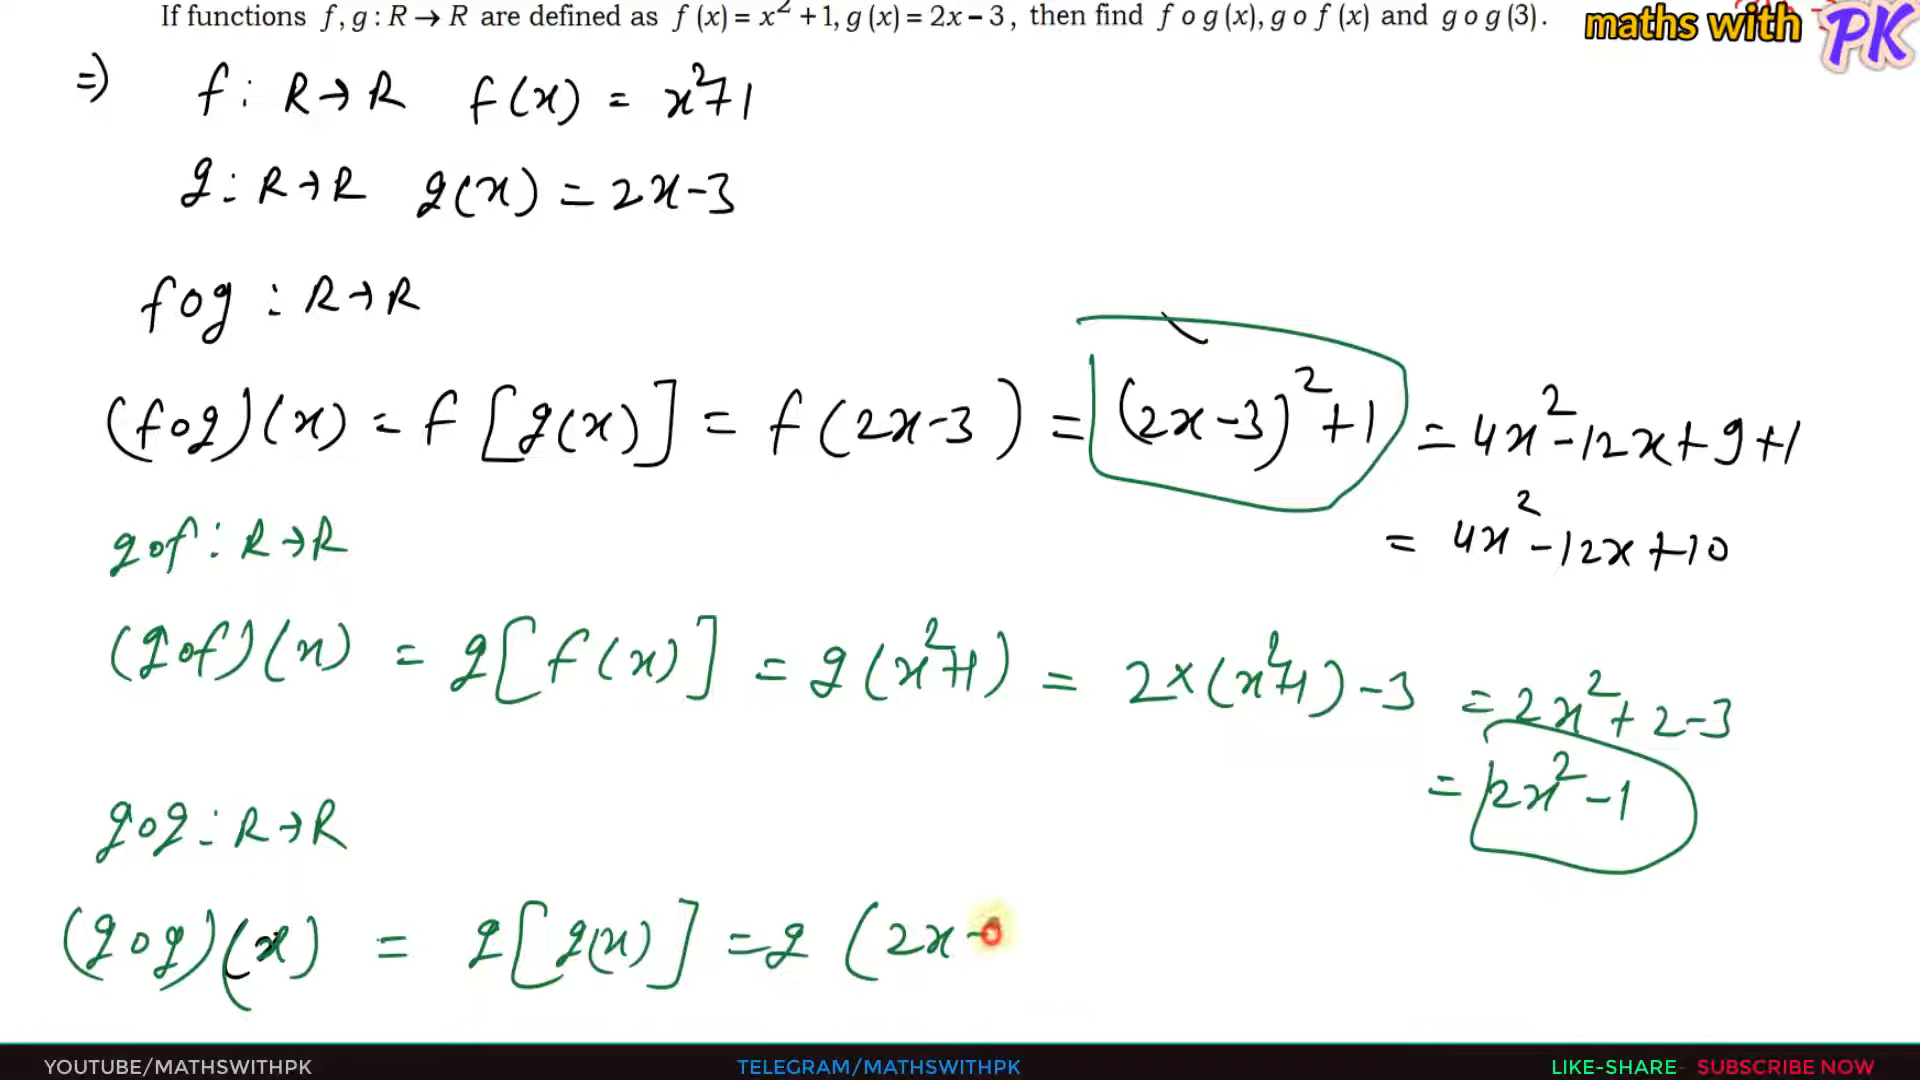 If functions f, g : R → R are defined as f (x) = x² + 1, g (x) = 2x – 3 , then find f o g (x), g o f (x) and g o g (3) .
maths with PK
=) f : R → R f(x) = x²+1
g : R → R g(x) = 2x-3
fog : R → R
(fog)(x) = f [g(x)] = f(2x-3) = (2x-3)²+1 = 4x²-12x+9+1
= 4x²-12x+10
gof : R → R
(gof)(x) = g[f(x)] = g(x²+1) = 2×(x²+1)-3 = 2x²+2-3
= 2x²-1
gog : R → R
(gog)(x) = g[g(x)] = g (2x-
YOUTUBE/MATHSWITHPK TELEGRAM/MATHSWITHPK LIKE-SHARE- SUBSCRIBE NOW